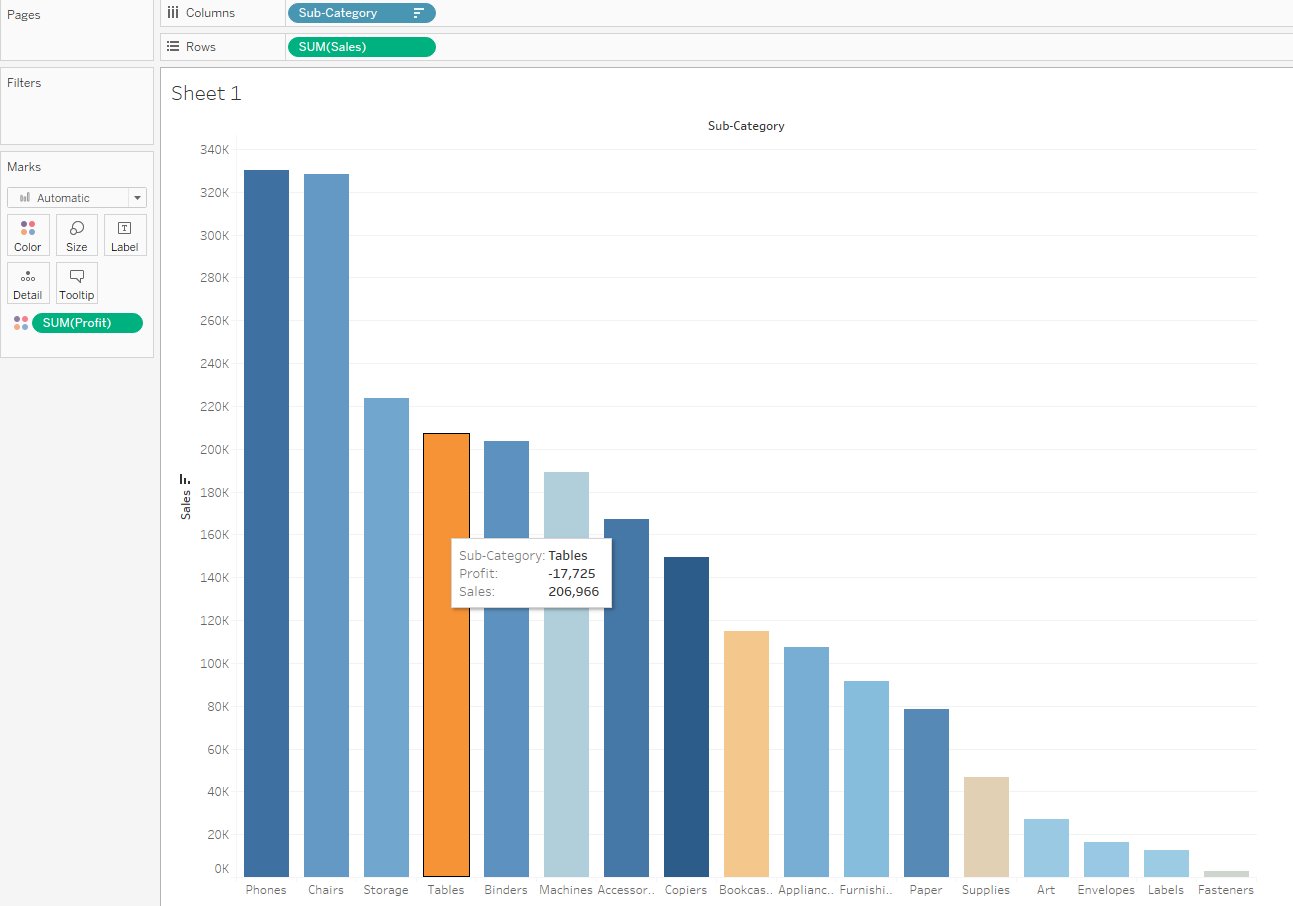 Pages
Columns
Sub-Category
Rows
SUM(Sales)
Filters
Marks
Automatic
Color
Size
Label
Detail
Tooltip
SUM(Profit)
Sheet 1
Sub-Category
340K
320K
300K
280K
260K
240K
220K
200K
180K
160K
140K
120K
100K
80K
60K
40K
20K
0K
Sales
Sub-Category: Tables
Profit: -17,725
Sales: 206,966
Phones Chairs Storage Tables Binders Machines Accessor.. Copiers Bookcas.. Applianc.. Furnishi.. Paper Supplies Art Envelopes Labels Fasteners